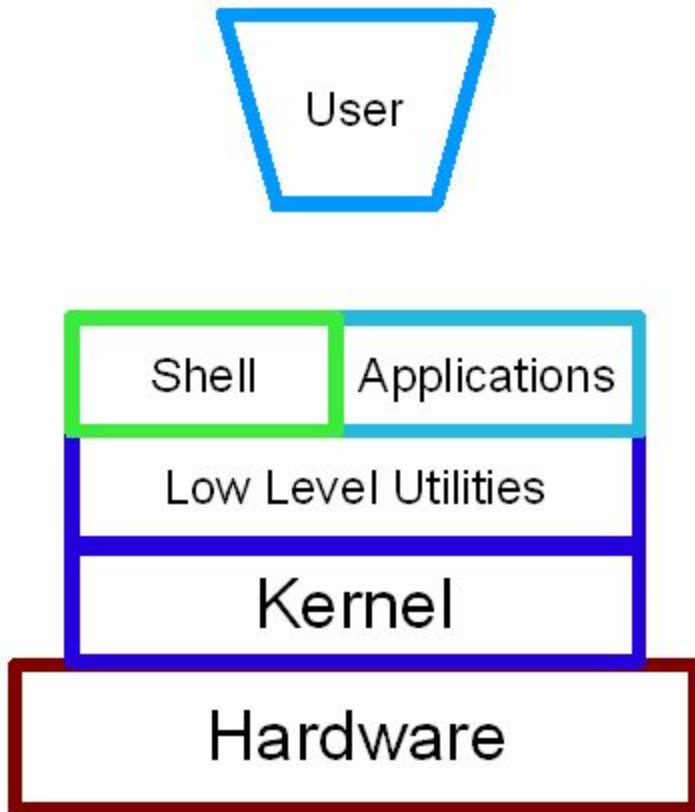 User
Shell
Applications
Low Level Utilities
Kernel
Hardware